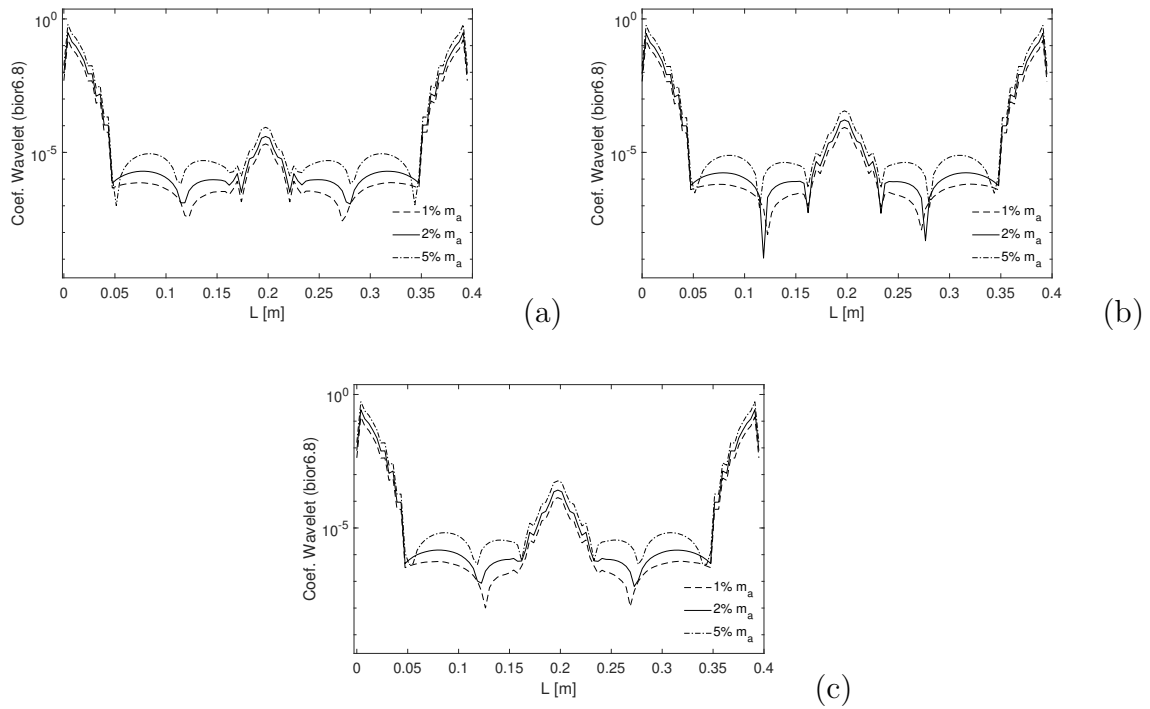 10^0
10^-5
Coef. Wavelet (bior6.8)
1% m_a
2% m_a
5% m_a
0 0.05 0.1 0.15 0.2 0.25 0.3 0.35 0.4
L [m]
(a)
10^0
10^-5
Coef. Wavelet (bior6.8)
1% m_a
2% m_a
5% m_a
0 0.05 0.1 0.15 0.2 0.25 0.3 0.35 0.4
L [m]
(b)
10^0
10^-5
Coef. Wavelet (bior6.8)
1% m_a
2% m_a
5% m_a
0 0.05 0.1 0.15 0.2 0.25 0.3 0.35 0.4
L [m]
(c)